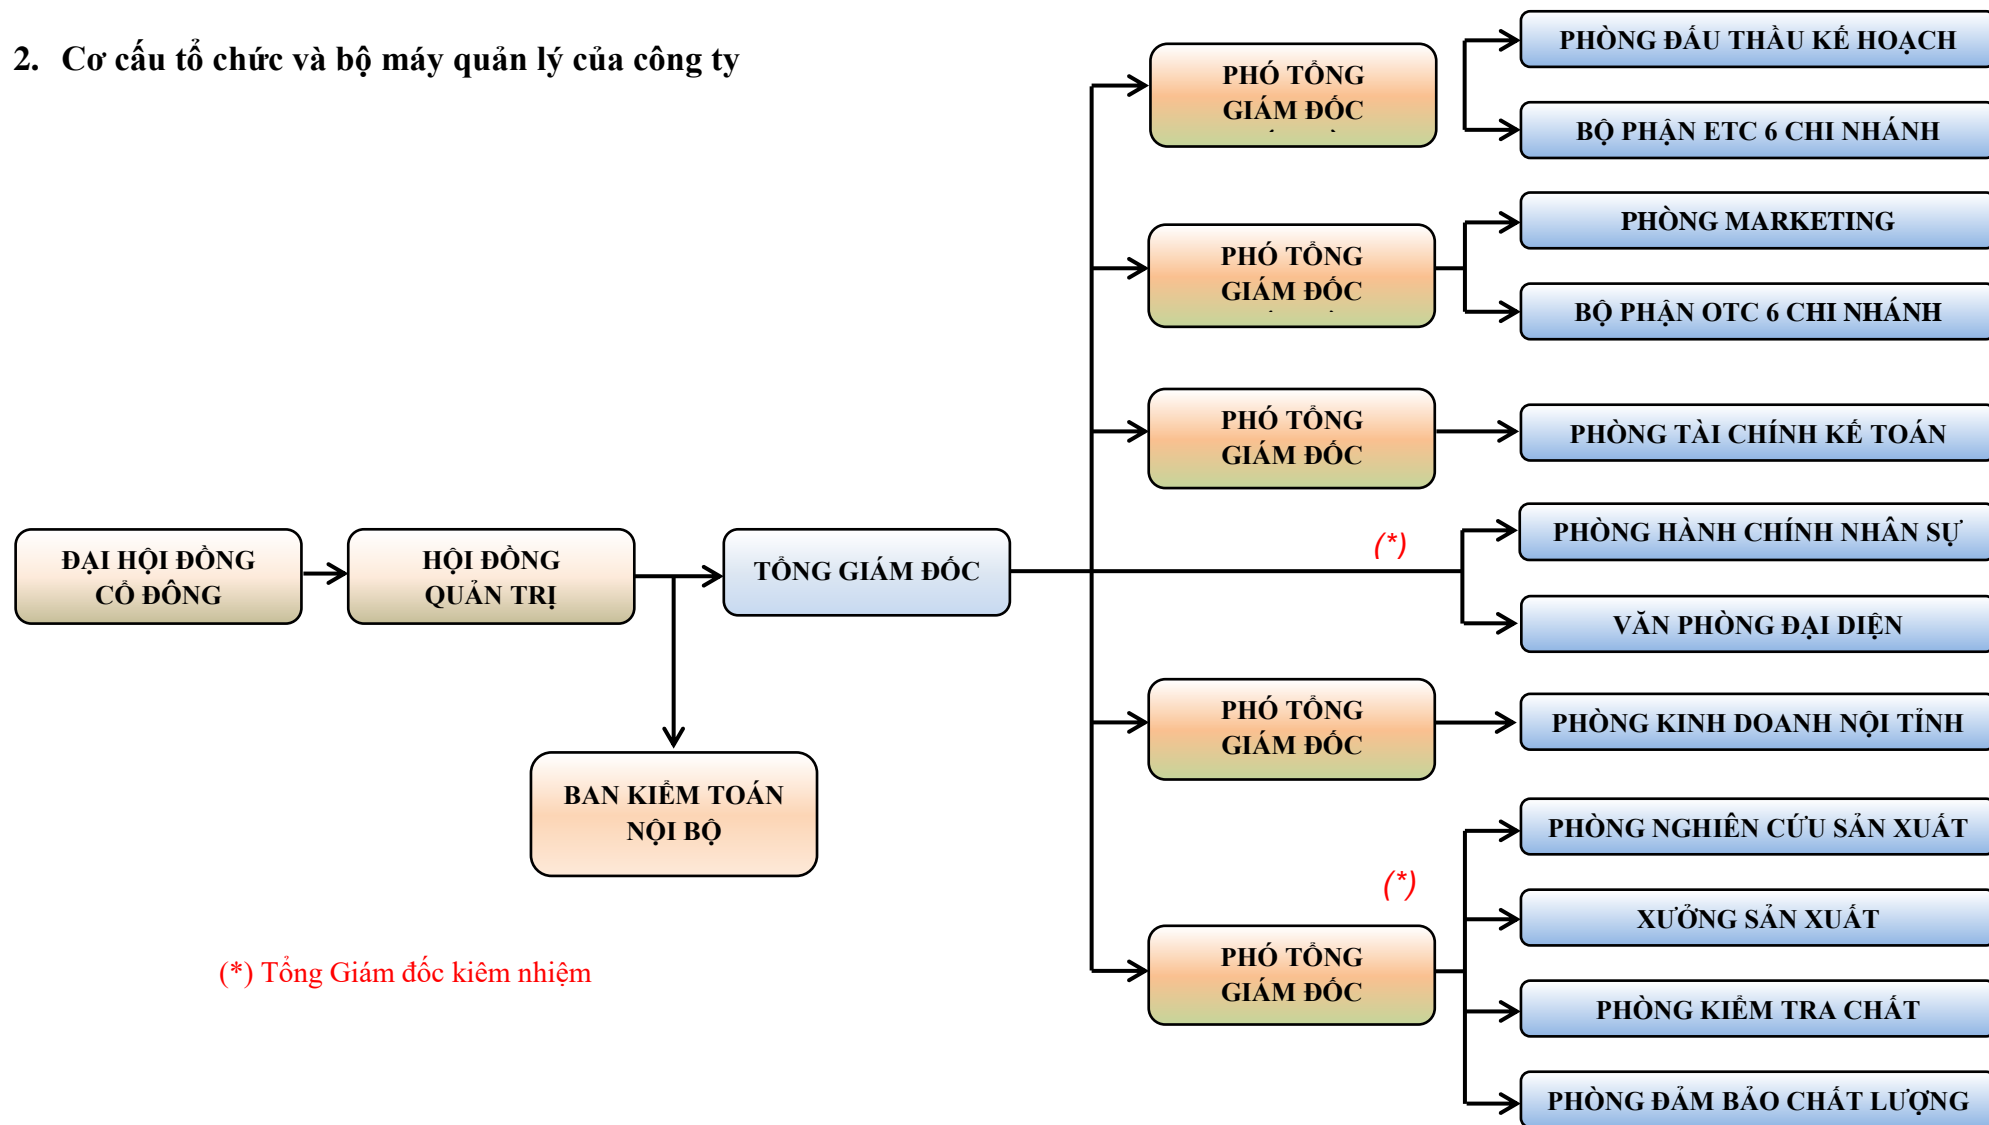 2. Cơ cấu tổ chức và bộ máy quản lý của công ty
PHÓ TỔNG
GIÁM ĐỐC
PHÒNG ĐẤU THẦU KẾ HOẠCH
BỘ PHẬN ETC 6 CHI NHÁNH
PHÓ TỔNG
GIÁM ĐỐC
PHÒNG MARKETING
BỘ PHẬN OTC 6 CHI NHÁNH
PHÓ TỔNG
GIÁM ĐỐC
PHÒNG TÀI CHÍNH KẾ TOÁN
ĐẠI HỘI ĐỒNG
CỔ ĐÔNG
HỘI ĐỒNG
QUẢN TRỊ
TỔNG GIÁM ĐỐC
(*)
PHÒNG HÀNH CHÍNH NHÂN SỰ
VĂN PHÒNG ĐẠI DIỆN
BAN KIỂM TOÁN
NỘI BỘ
PHÓ TỔNG
GIÁM ĐỐC
PHÒNG KINH DOANH NỘI TỈNH
(*)
PHÓ TỔNG
GIÁM ĐỐC
PHÒNG NGHIÊN CỨU SẢN XUẤT
XƯỞNG SẢN XUẤT
PHÒNG KIỂM TRA CHẤT
PHÒNG ĐẢM BẢO CHẤT LƯỢNG
(*) Tổng Giám đốc kiêm nhiệm